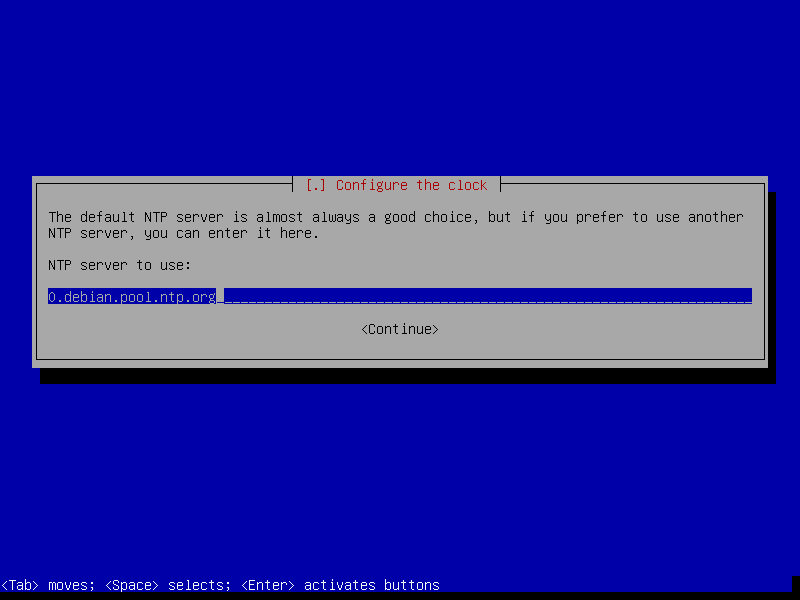 [.] Configure the clock
The default NTP server is almost always a good choice, but if you prefer to use another
NTP server, you can enter it here.
NTP server to use:
0.debian.pool.ntp.org
<Continue>
<Tab> moves; <Space> selects; <Enter> activates buttons